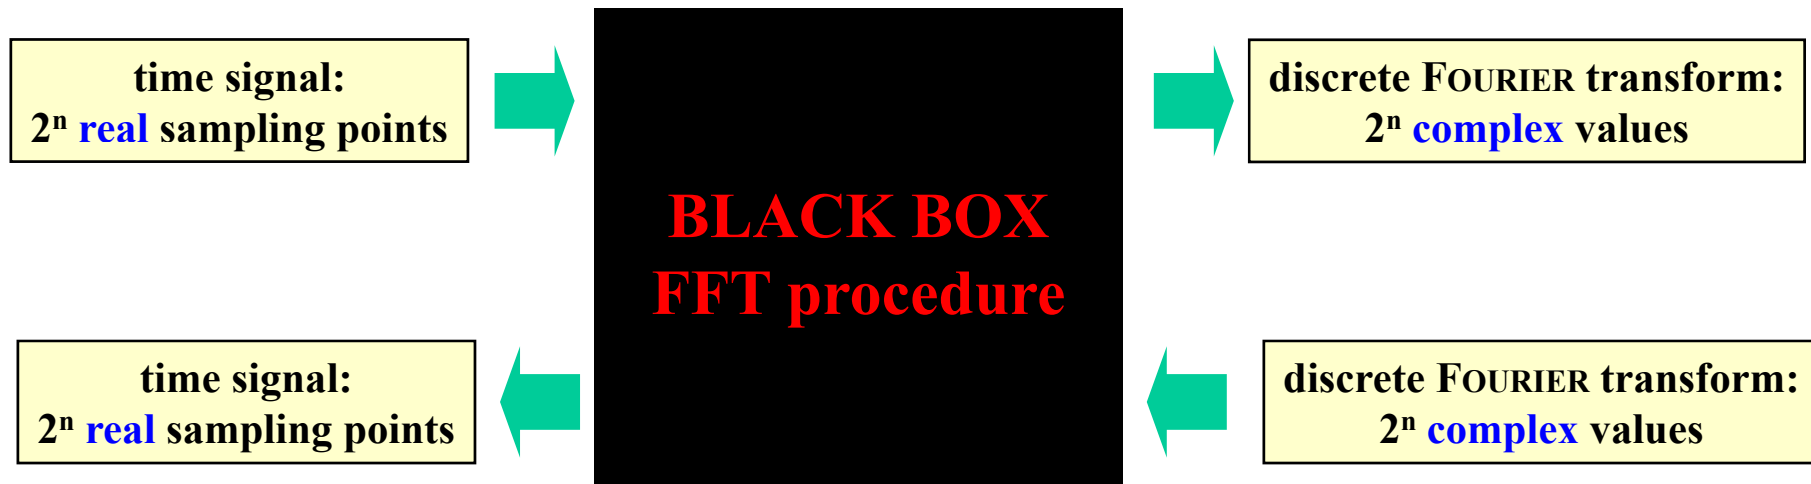 time signal:
2ⁿ real sampling points
BLACK BOX
FFT procedure
discrete FOURIER transform:
2ⁿ complex values
time signal:
2ⁿ real sampling points
discrete FOURIER transform:
2ⁿ complex values